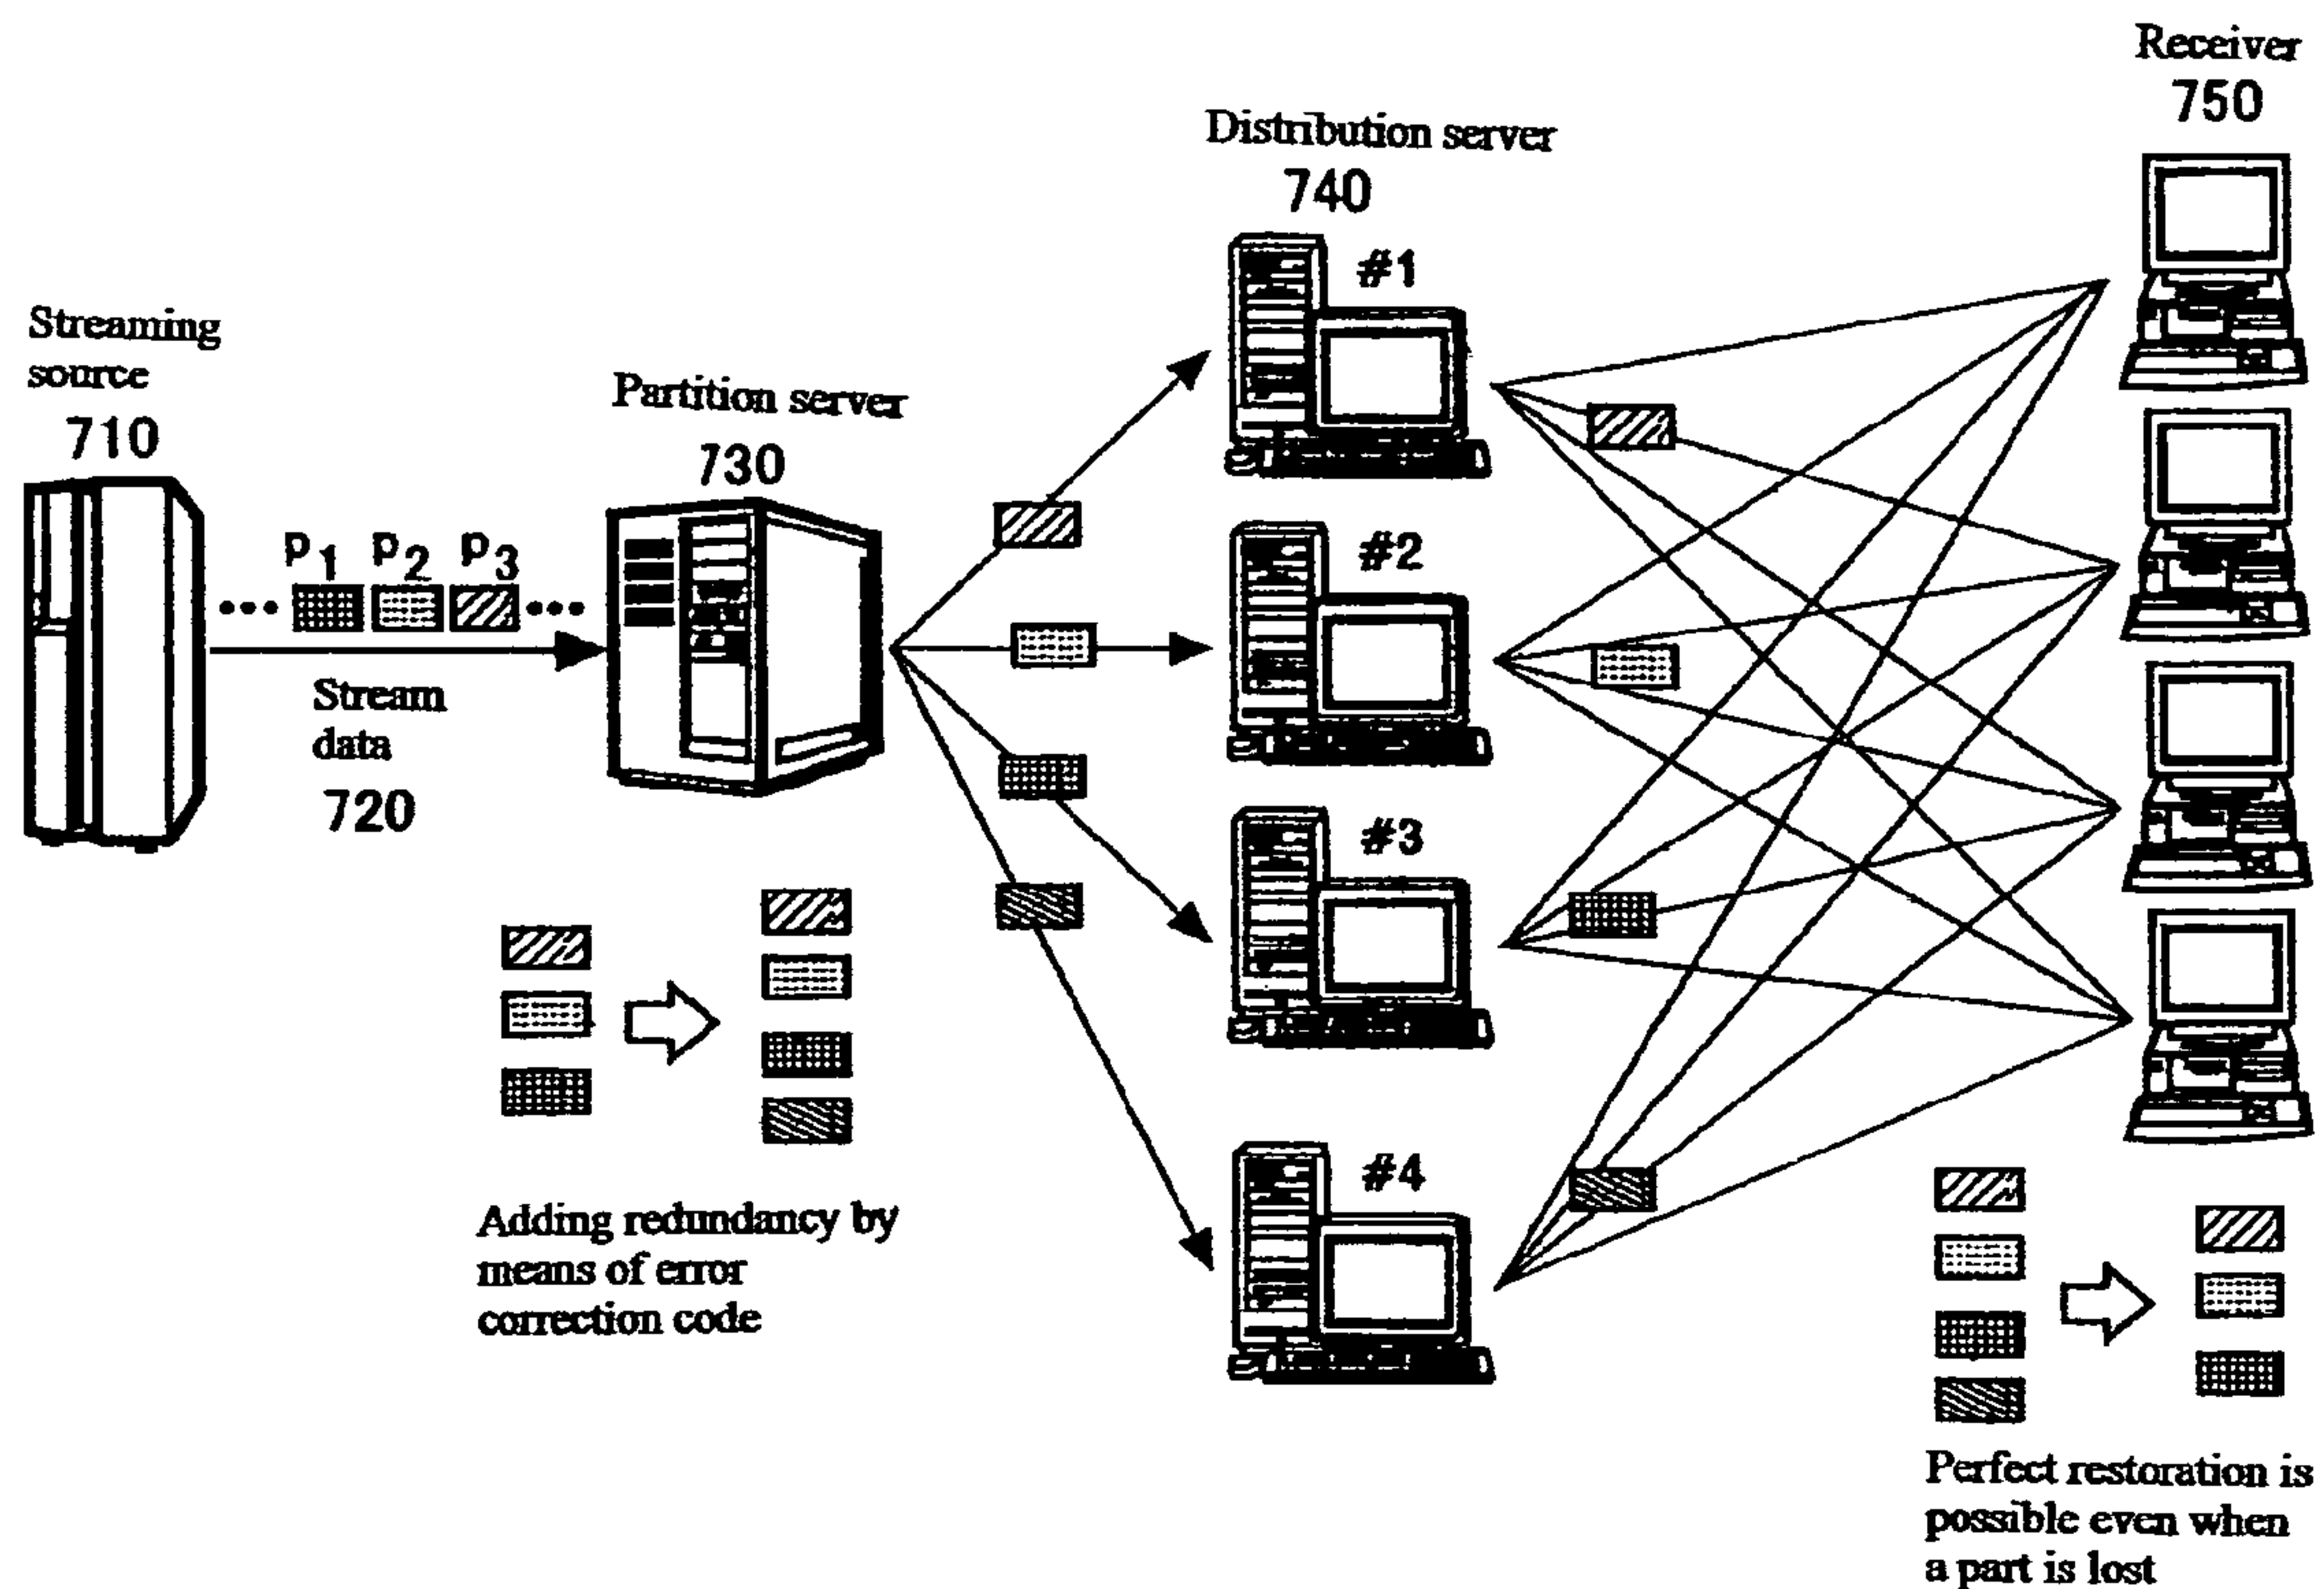 Receiver
750
Distribution server
740
Streaming
source
710
Partition server
730
p1 p2 p3
Stream
data
720
#1
#2
#3
#4
Adding redundancy by
means of error
correction code
Perfect restoration is
possible even when
a part is lost